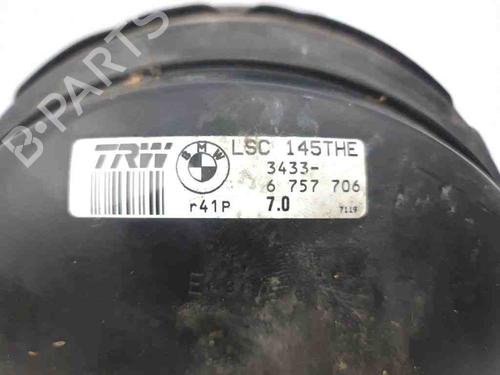 B-PARTS
TRW BMW LSC 145THE
3433-
6 757 706
r41P 7.0 7119